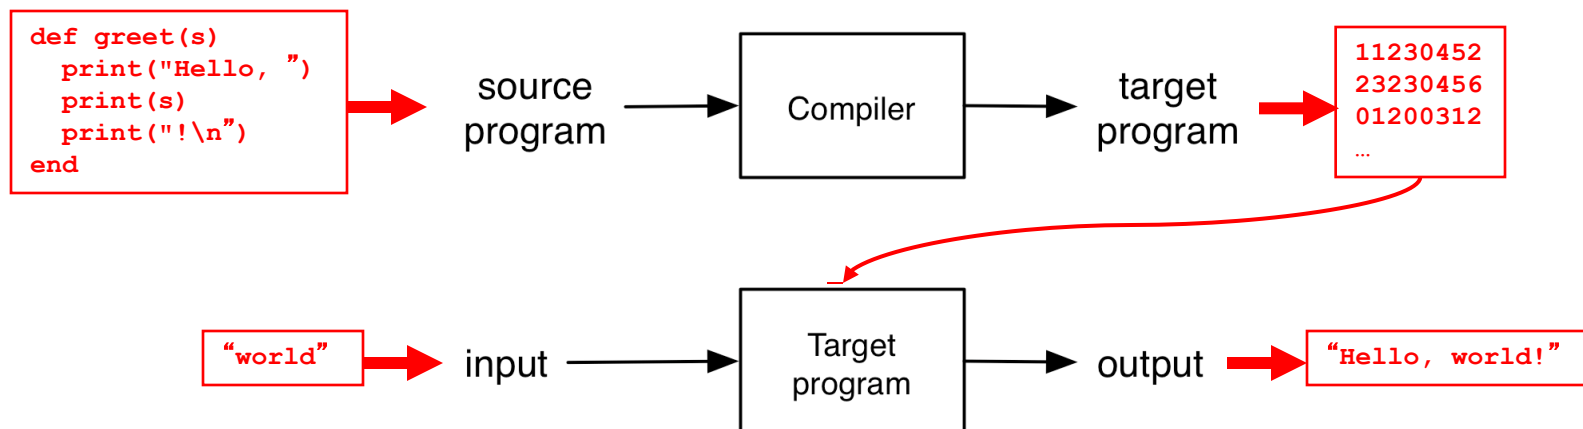 def greet(s)
  print("Hello, ”)
  print(s)
  print("!\n”)
end
source
program
Compiler
target
program
11230452
23230456
01200312
…
“world”
input
Target
program
output
“Hello, world!”